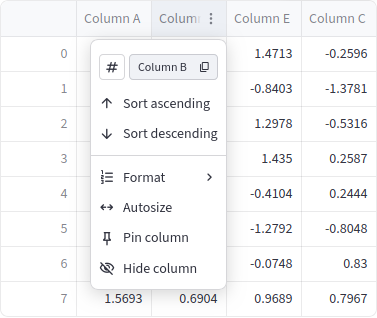 Column A Colum Column E Column C
0 1.4713 -0.2596
# Column B
1 -0.8403 -1.3781
Sort ascending
2 1.2978 -0.5316
Sort descending
3 1.435 0.2587
Format
4 -0.4104 0.2444
Autosize
5 -1.2792 -0.8048
Pin column
6 -0.0748 0.83
Hide column
7 1.5693 0.6904 0.9689 0.7967